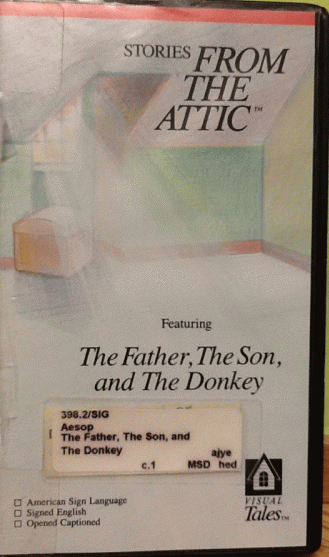 STORIES FROM
THE
ATTIC™
Featuring
The Father, The Son,
and The Donkey
398.2/SIG
Aesop
The Father, The Son, and
The Donkey
ajye
c.1 MSD hed
☐ American Sign Language
☐ Signed English
☐ Opened Captioned
VISUAL
Tales™